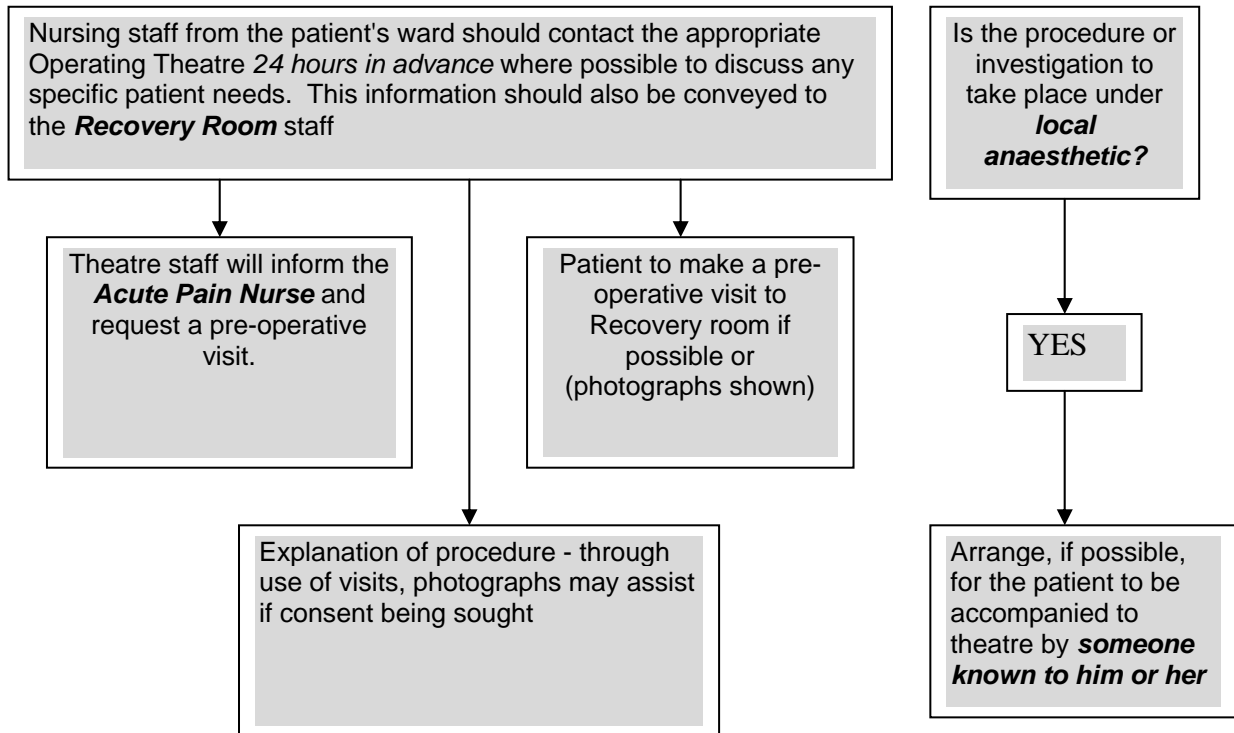 Nursing staff from the patient's ward should contact the appropriate
Operating Theatre 24 hours in advance where possible to discuss any
specific patient needs. This information should also be conveyed to
the Recovery Room staff
Is the procedure or
investigation to
take place under
local
anaesthetic?
Theatre staff will inform the
Acute Pain Nurse and
request a pre-operative
visit.
Patient to make a pre-
operative visit to
Recovery room if
possible or
(photographs shown)
YES
Explanation of procedure - through
use of visits, photographs may assist
if consent being sought
Arrange, if possible,
for the patient to be
accompanied to
theatre by someone
known to him or her